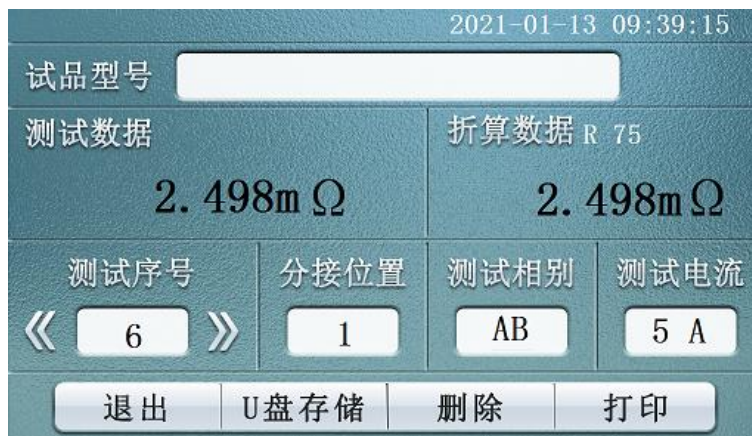 2021-01-13 09:39:15
试品型号
测试数据
折算数据 R 75
2.498mΩ
2.498mΩ
测试序号 分接位置 测试相别 测试电流
《 6 》 1 AB 5 A
退出 U盘存储 删除 打印